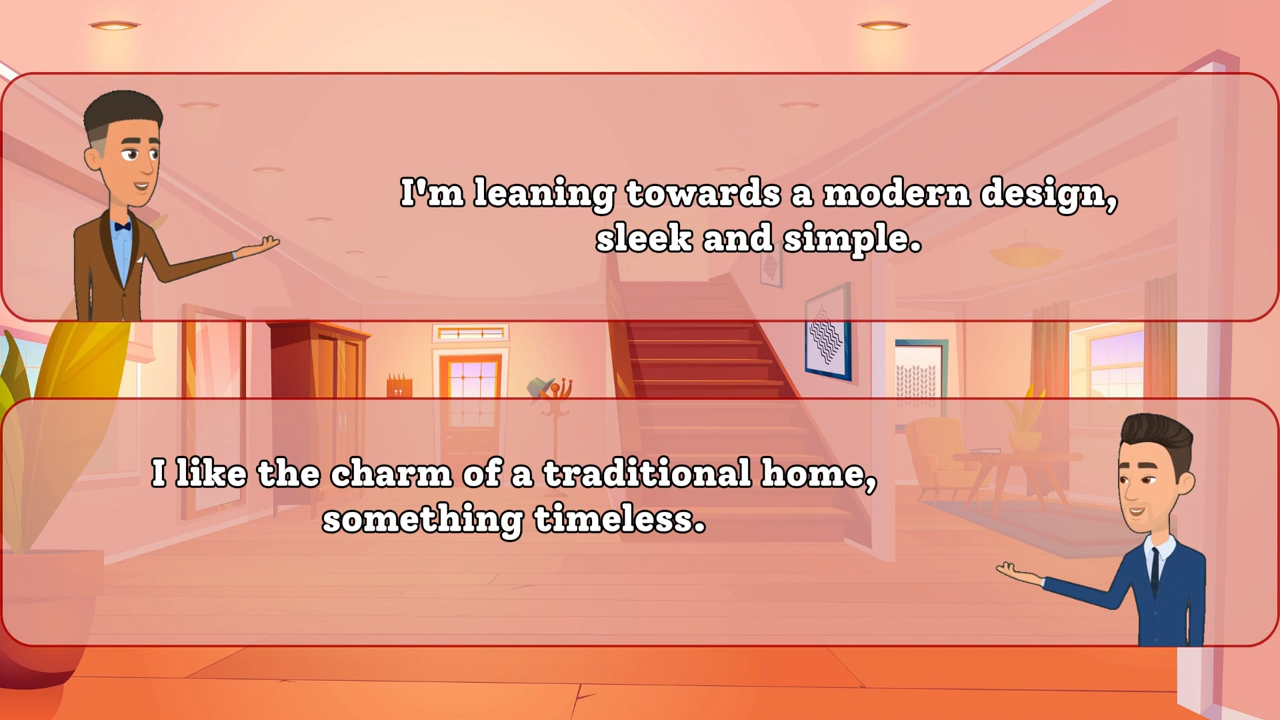 I'm leaning towards a modern design,
sleek and simple.
I like the charm of a traditional home,
something timeless.